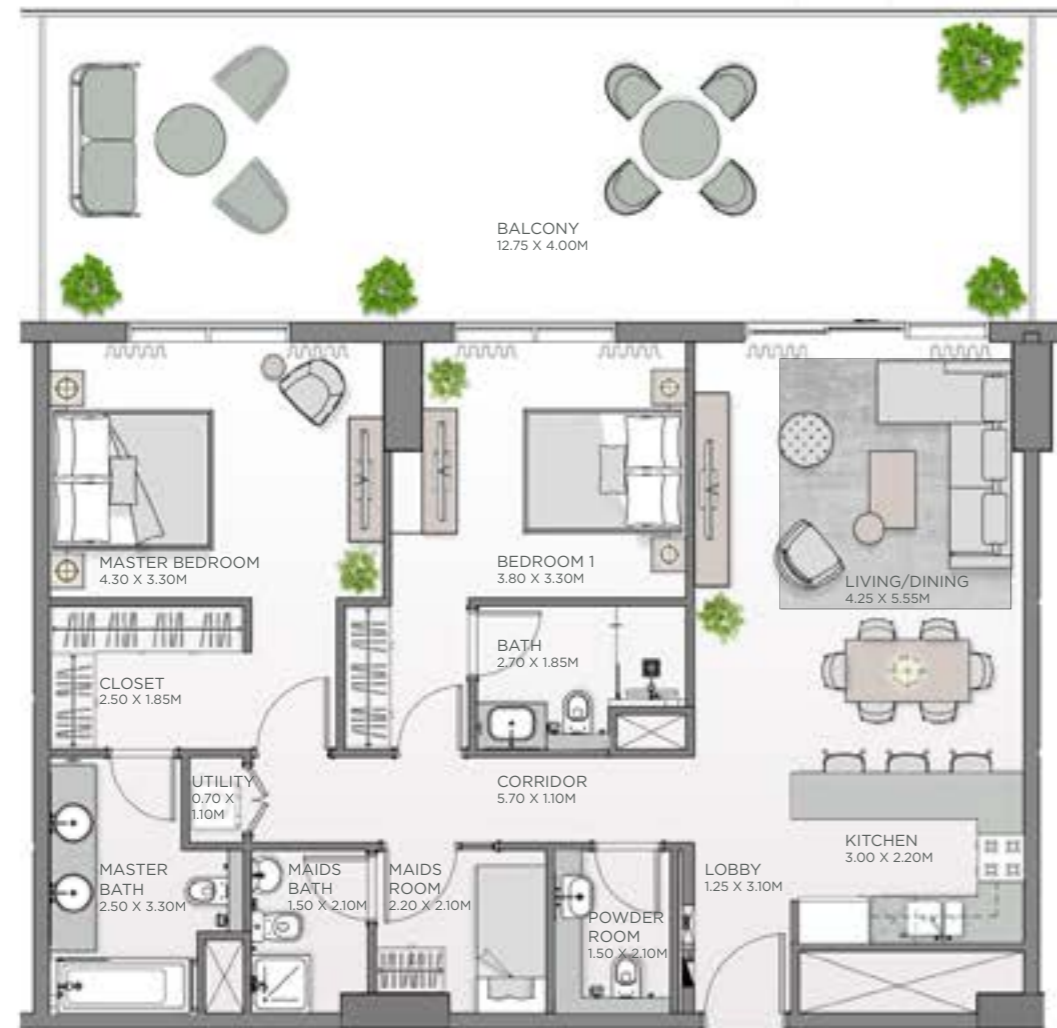 BALCONY
12.75 X 4.00M
MASTER BEDROOM
4.30 X 3.30M
BEDROOM 1
3.80 X 3.30M
LIVING/DINING
4.25 X 5.55M
BATH
2.70 X 1.85M
CLOSET
2.50 X 1.85M
UTILITY
0.70 X
1.10M
CORRIDOR
5.70 X 1.10M
KITCHEN
3.00 X 2.20M
MASTER
BATH
2.50 X 3.30M
MAIDS
BATH
1.50 X 2.10M
MAIDS
ROOM
2.20 X 2.10M
LOBBY
1.25 X 3.10M
POWDER
ROOM
1.50 X 2.10M